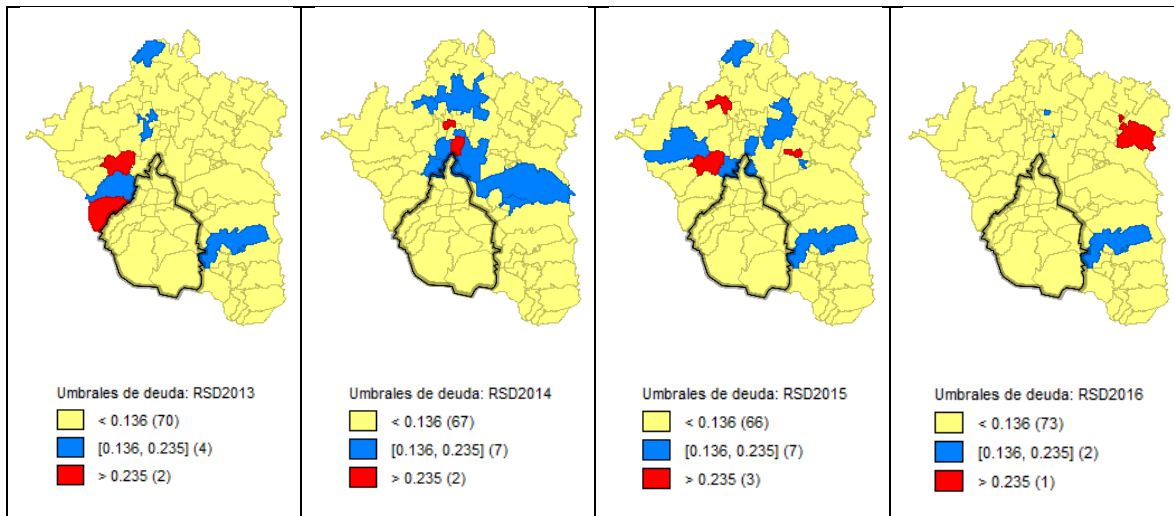 Umbrales de deuda: RSD2013
< 0.136 (70)
[0.136, 0.235] (4)
> 0.235 (2)
Umbrales de deuda: RSD2014
< 0.136 (67)
[0.136, 0.235] (7)
> 0.235 (2)
Umbrales de deuda: RSD2015
< 0.136 (66)
[0.136, 0.235] (7)
> 0.235 (3)
Umbrales de deuda: RSD2016
< 0.136 (73)
[0.136, 0.235] (2)
> 0.235 (1)